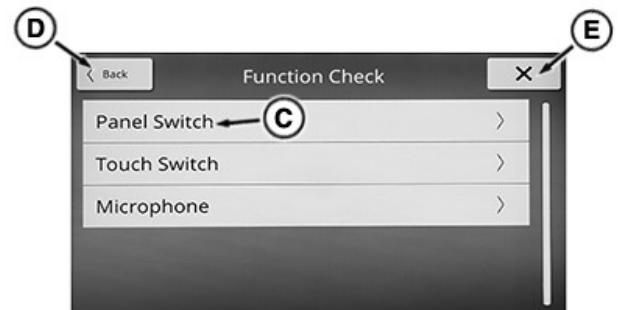 D
E
〈 Back
Function Check
✕
Panel Switch
C
〉
Touch Switch
〉
Microphone
〉